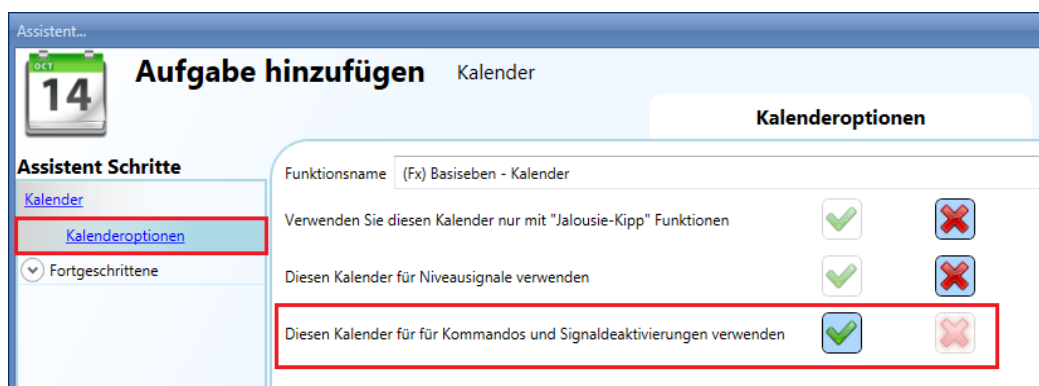 Assistent...
OCT
14
Aufgabe hinzufügen Kalender
Kalenderoptionen
Assistent Schritte
Kalender
Kalenderoptionen
Fortgeschrittene
Funktionsname (Fx) Basiseben - Kalender
Verwenden Sie diesen Kalender nur mit "Jalousie-Kipp" Funktionen
Diesen Kalender für Niveausignale verwenden
Diesen Kalender für für Kommandos und Signaldeaktivierungen verwenden